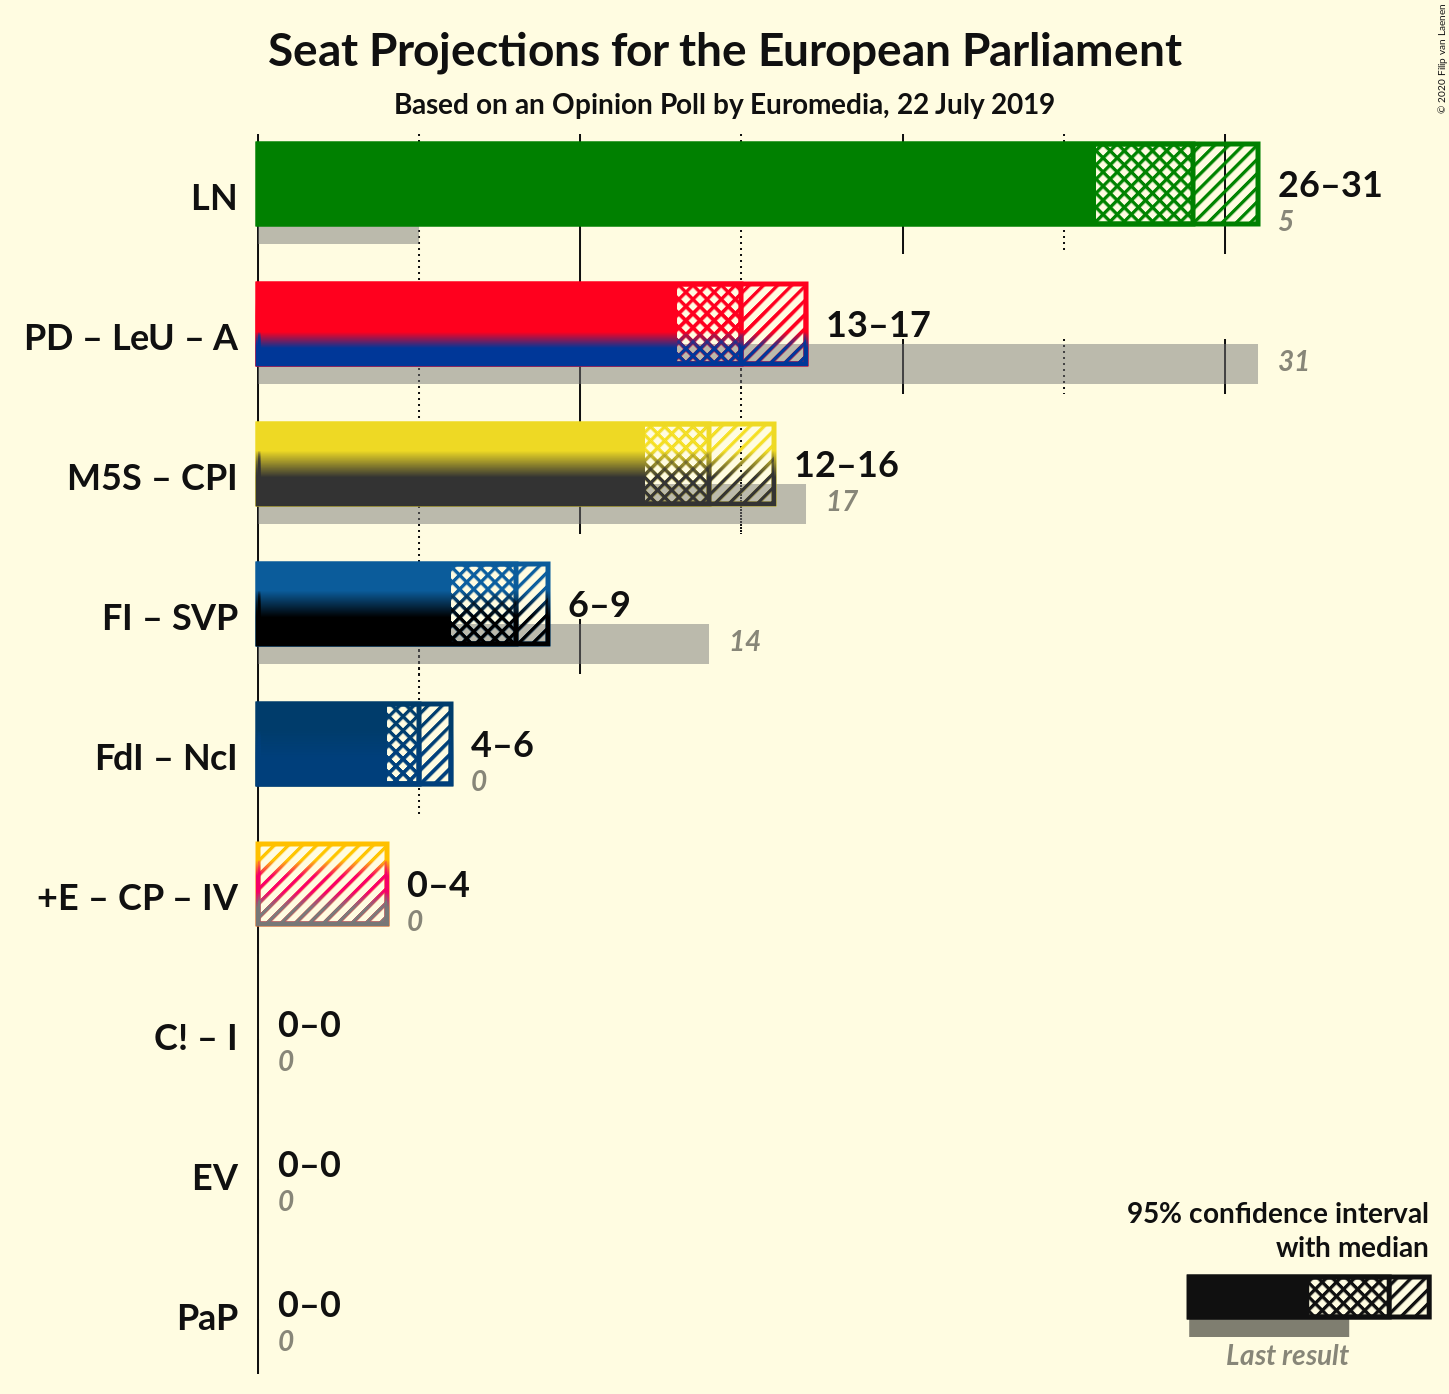 © 2020 Filip van Laenen
Seat Projections for the European Parliament
Based on an Opinion Poll by Euromedia, 22 July 2019
LN
26–31
5
PD – LeU – A
13–17
31
M5S – CPI
12–16
17
FI – SVP
6–9
14
FdI – NcI
4–6
0
+E – CP – IV
0–4
0
C! – I
0–0
0
EV
0–0
0
PaP
0–0
0
95% confidence interval
with median
Last result